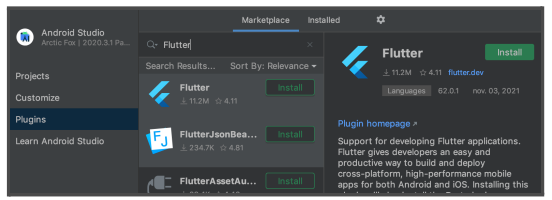 Marketplace Installed
Android Studio
Arctic Fox | 2020.3.1 Pa...
Projects
Customize
Plugins
Learn Android Studio
Flutter
Search Results... Sort By: Relevance
Flutter
11.2M 4.11
Install
FlutterJsonBea...
234.7K 4.81
Install
FlutterAssetAu...
Install
Flutter
Install
11.2M 4.11 flutter.dev
Languages 62.0.1 nov. 03, 2021
Plugin homepage
Support for developing Flutter applications.
Flutter gives developers an easy and
productive way to build and deploy
cross-platform, high-performance mobile
apps for both Android and iOS. Installing this